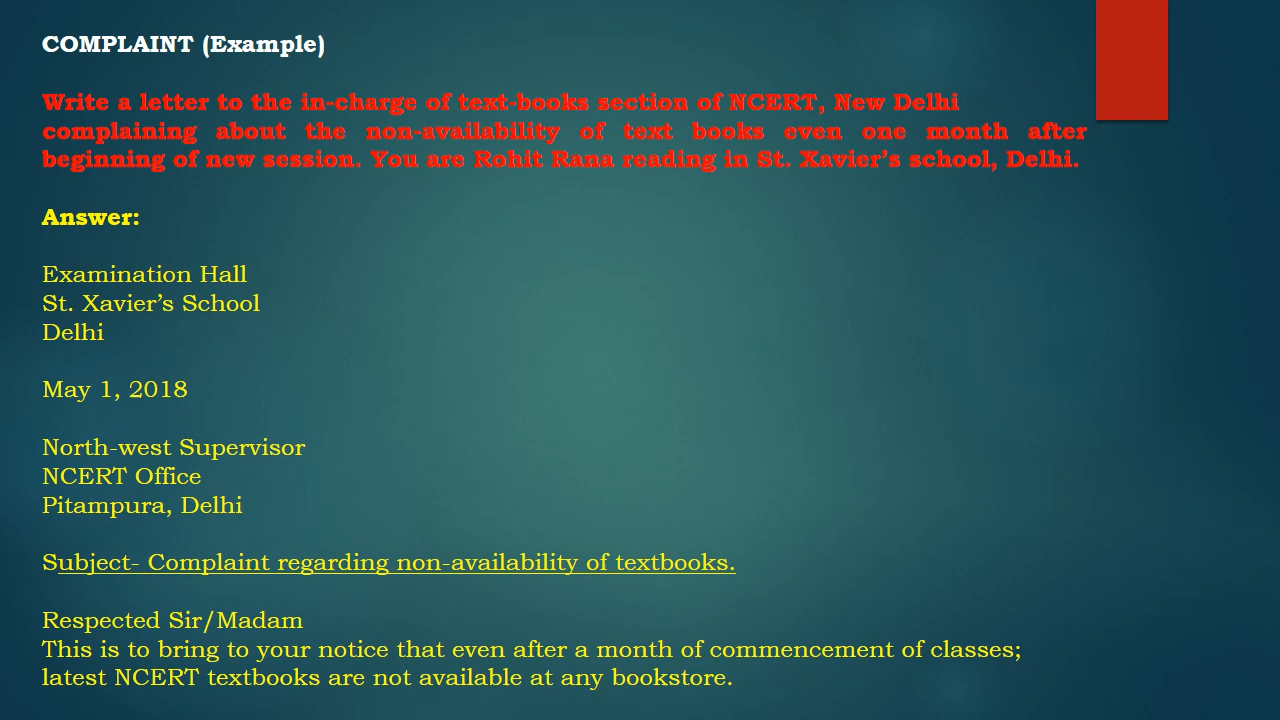 COMPLAINT (Example)
Write a letter to the in-charge of text-books section of NCERT, New Delhi
complaining about the non-availability of text books even one month after
beginning of new session. You are Rohit Rana reading in St. Xavier’s school, Delhi.
Answer:
Examination Hall
St. Xavier’s School
Delhi
May 1, 2018
North-west Supervisor
NCERT Office
Pitampura, Delhi
Subject- Complaint regarding non-availability of textbooks.
Respected Sir/Madam
This is to bring to your notice that even after a month of commencement of classes;
latest NCERT textbooks are not available at any bookstore.